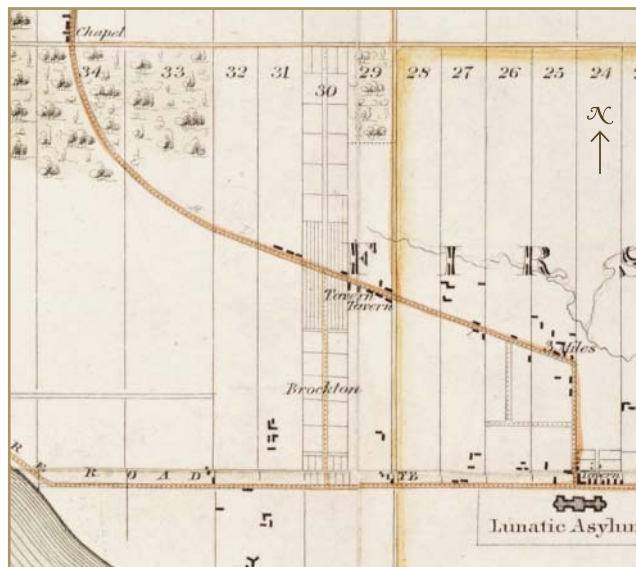 Chapel
34 33 32 31 30 29 28 27 26 25 24
N
F I R S
Tavern
Tavern
3 Miles
Brockton
R E R O A D
T B
Tavern
Lunatic Asylum